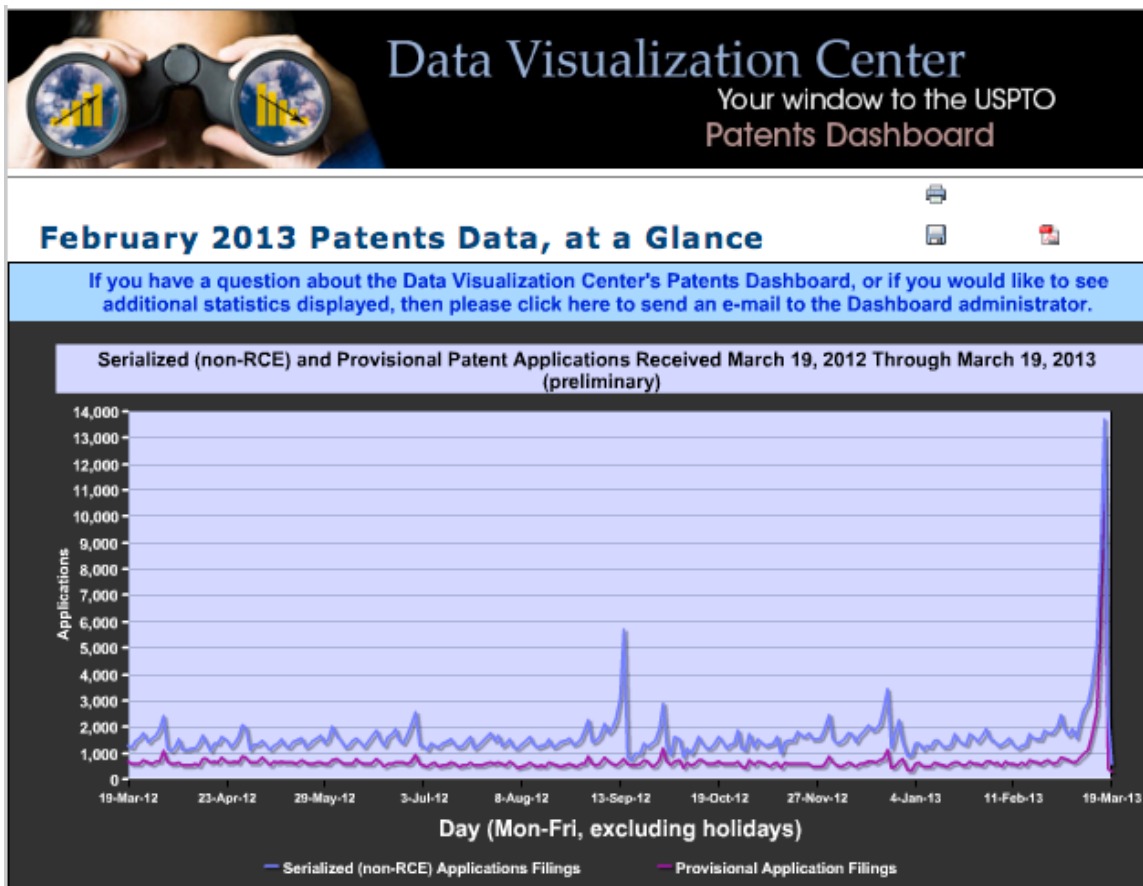 Data Visualization Center
Your window to the USPTO
Patents Dashboard
February 2013 Patents Data, at a Glance
If you have a question about the Data Visualization Center's Patents Dashboard, or if you would like to see
additional statistics displayed, then please click here to send an e-mail to the Dashboard administrator.
Serialized (non-RCE) and Provisional Patent Applications Received March 19, 2012 Through March 19, 2013
(preliminary)
14,000
13,000
12,000
11,000
10,000
9,000
8,000
7,000
6,000
5,000
4,000
3,000
2,000
1,000
0
Applications
19-Mar-12 23-Apr-12 29-May-12 3-Jul-12 8-Aug-12 13-Sep-12 19-Oct-12 27-Nov-12 4-Jan-13 11-Feb-13 19-Mar-13
Day (Mon-Fri, excluding holidays)
Serialized (non-RCE) Applications Filings Provisional Application Filings